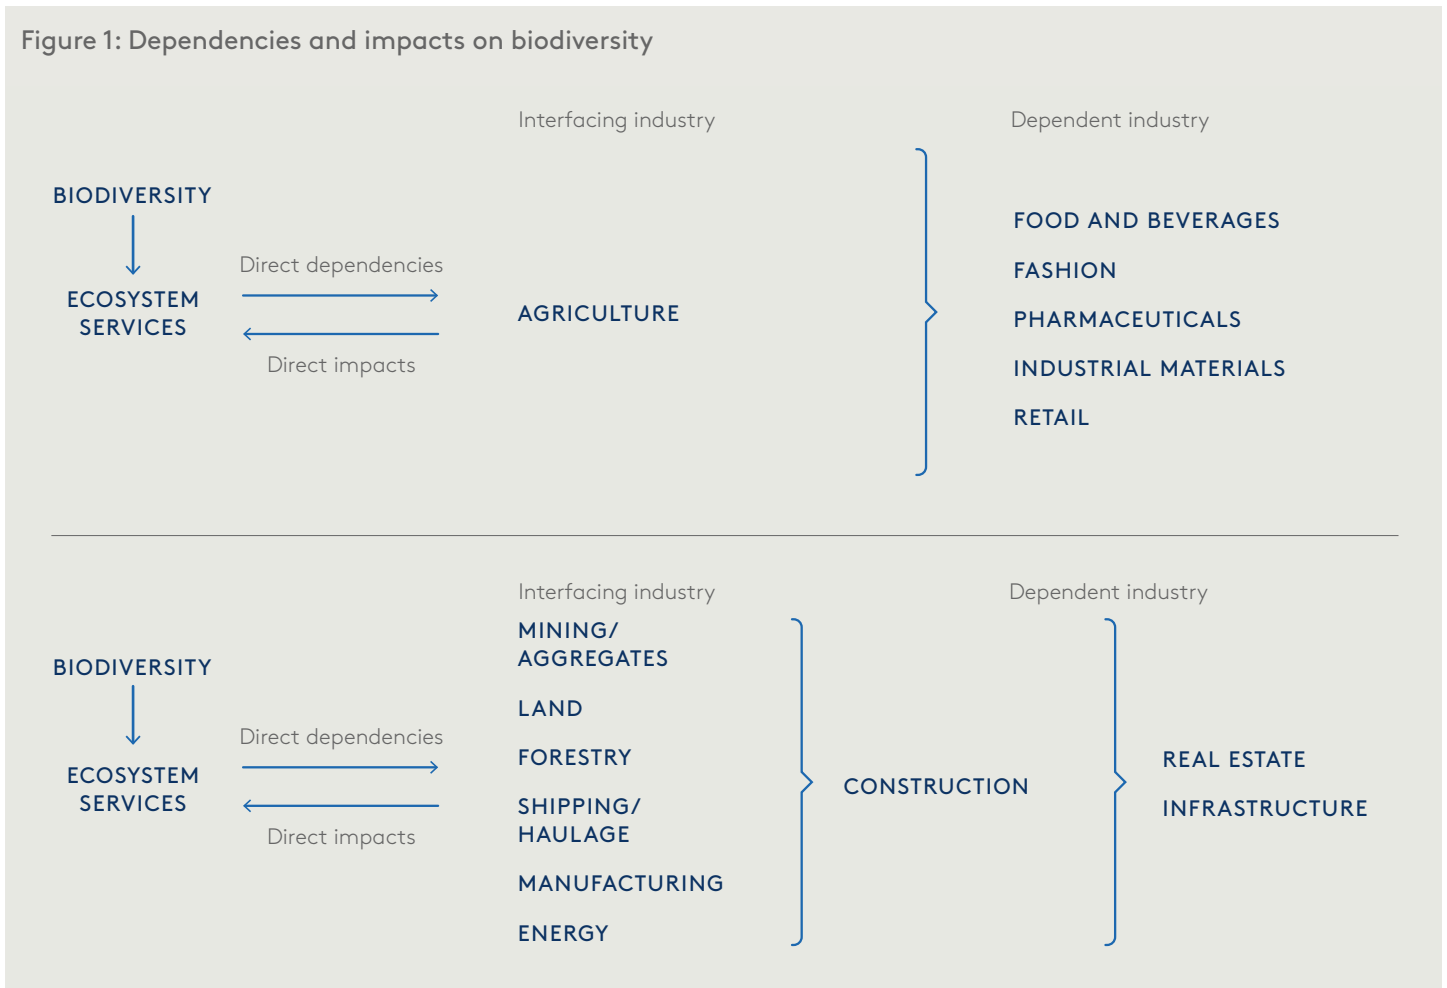 Figure 1: Dependencies and impacts on biodiversity
Interfacing industry
Dependent industry
BIODIVERSITY
ECOSYSTEM
SERVICES
Direct dependencies
Direct impacts
AGRICULTURE
FOOD AND BEVERAGES
FASHION
PHARMACEUTICALS
INDUSTRIAL MATERIALS
RETAIL
Interfacing industry
Dependent industry
BIODIVERSITY
ECOSYSTEM
SERVICES
Direct dependencies
Direct impacts
MINING/
AGGREGATES
LAND
FORESTRY
SHIPPING/
HAULAGE
MANUFACTURING
ENERGY
CONSTRUCTION
REAL ESTATE
INFRASTRUCTURE